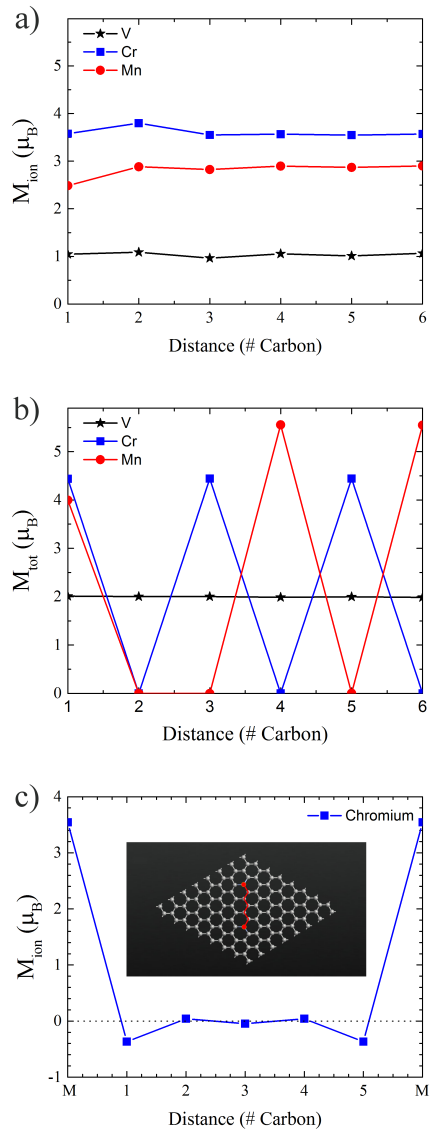 a)
V
Cr
Mn
5
4
3
2
1
0
M_ion (μ_B)
1 2 3 4 5 6
Distance (# Carbon)
b)
V
Cr
Mn
5
4
3
2
1
0
M_tot (μ_B)
1 2 3 4 5 6
Distance (# Carbon)
c)
Chromium
4
3
2
1
0
-1
M_ion (μ_B)
M 1 2 3 4 5 M
Distance (# Carbon)